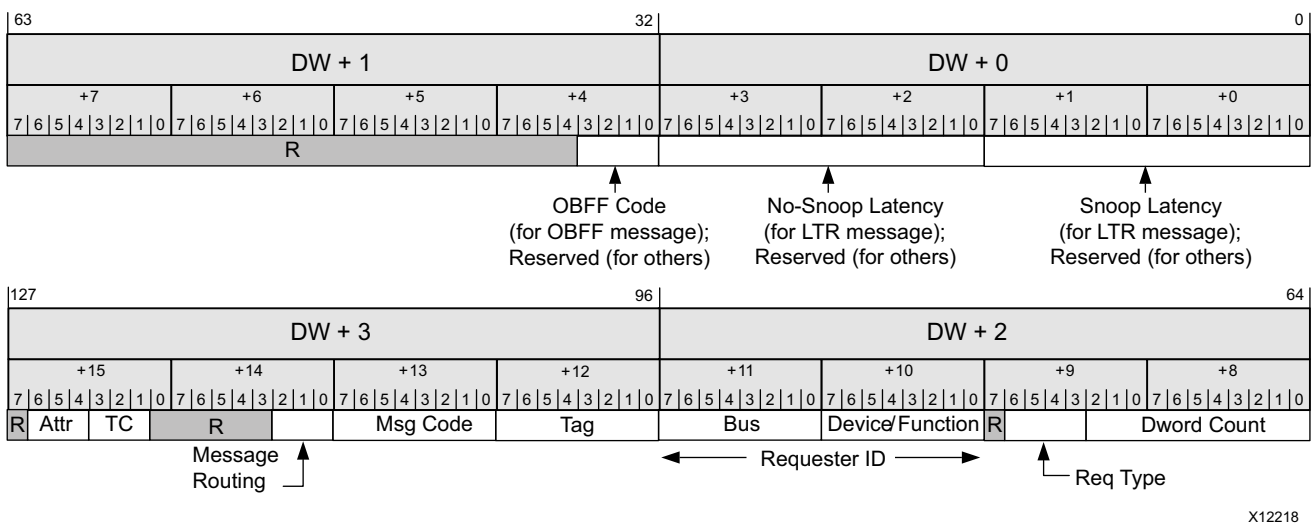 63 32 0
DW + 1 DW + 0
+7 +6 +5 +4 +3 +2 +1 +0
7 6 5 4 3 2 1 0 7 6 5 4 3 2 1 0 7 6 5 4 3 2 1 0 7 6 5 4 3 2 1 0 7 6 5 4 3 2 1 0 7 6 5 4 3 2 1 0 7 6 5 4 3 2 1 0 7 6 5 4 3 2 1 0
R
OBFF Code No-Snoop Latency Snoop Latency
(for OBFF message); (for LTR message); (for LTR message);
Reserved (for others) Reserved (for others) Reserved (for others)
127 96 64
DW + 3 DW + 2
+15 +14 +13 +12 +11 +10 +9 +8
7 6 5 4 3 2 1 0 7 6 5 4 3 2 1 0 7 6 5 4 3 2 1 0 7 6 5 4 3 2 1 0 7 6 5 4 3 2 1 0 7 6 5 4 3 2 1 0 7 6 5 4 3 2 1 0 7 6 5 4 3 2 1 0
R Attr TC R Msg Code Tag Bus Device/Function R Dword Count
Message Requester ID
Routing Req Type
X12218